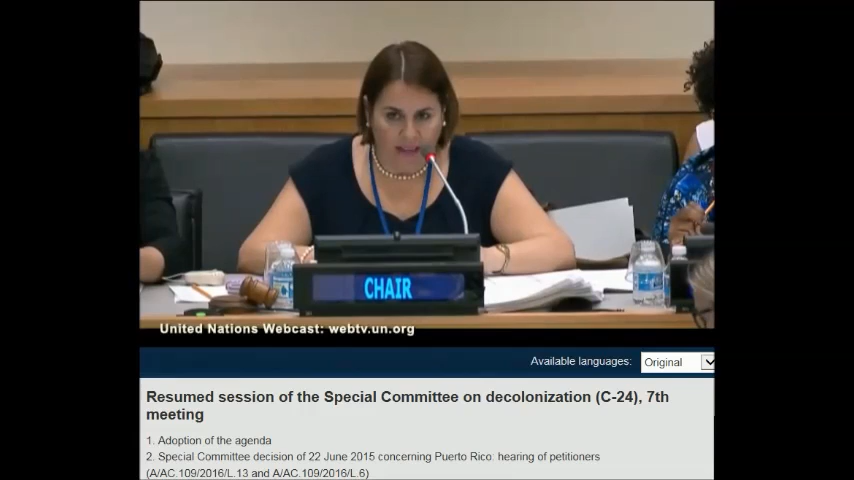 CHAIR
United Nations Webcast: webtv.un.org
Available languages: Original
Resumed session of the Special Committee on decolonization (C-24), 7th
meeting
1. Adoption of the agenda
2. Special Committee decision of 22 June 2015 concerning Puerto Rico: hearing of petitioners
(A/AC.109/2016/L.13 and A/AC.109/2016/L.6)